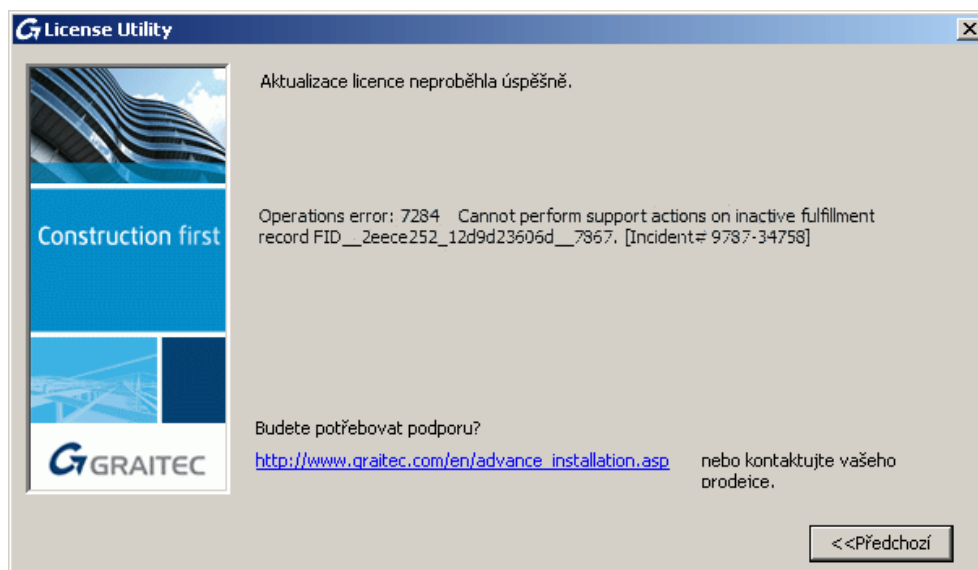 License Utility
Aktualizace licence neproběhla úspěšně.
Operations error: 7284 Cannot perform support actions on inactive fulfillment
record FID__2eece252_12d9d23606d__7867. [Incident# 9787-34758]
Construction first
Budete potřebovat podporu?
http://www.graitec.com/en/advance_installation.asp nebo kontaktujte vašeho
prodejce.
GRAITEC
<<Předchozí